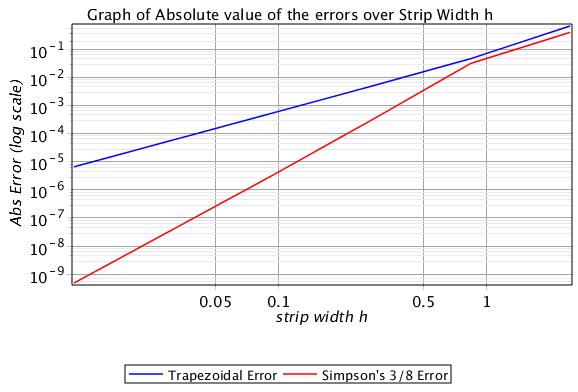 Graph of Absolute value of the errors over Strip Width h
Abs Error (log scale)
10^-1
10^-2
10^-3
10^-4
10^-5
10^-6
10^-7
10^-8
10^-9
0.05 0.1 0.5 1
strip width h
Trapezoidal Error Simpson's 3/8 Error